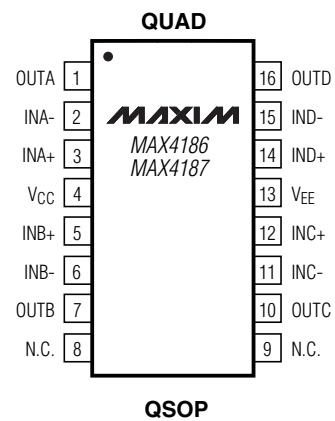 QUAD
OUTA 1
INA- 2
INA+ 3
VCC 4
INB+ 5
INB- 6
OUTB 7
N.C. 8
MAXIM
MAX4186
MAX4187
16 OUTD
15 IND-
14 IND+
13 VEE
12 INC+
11 INC-
10 OUTC
9 N.C.
QSOP